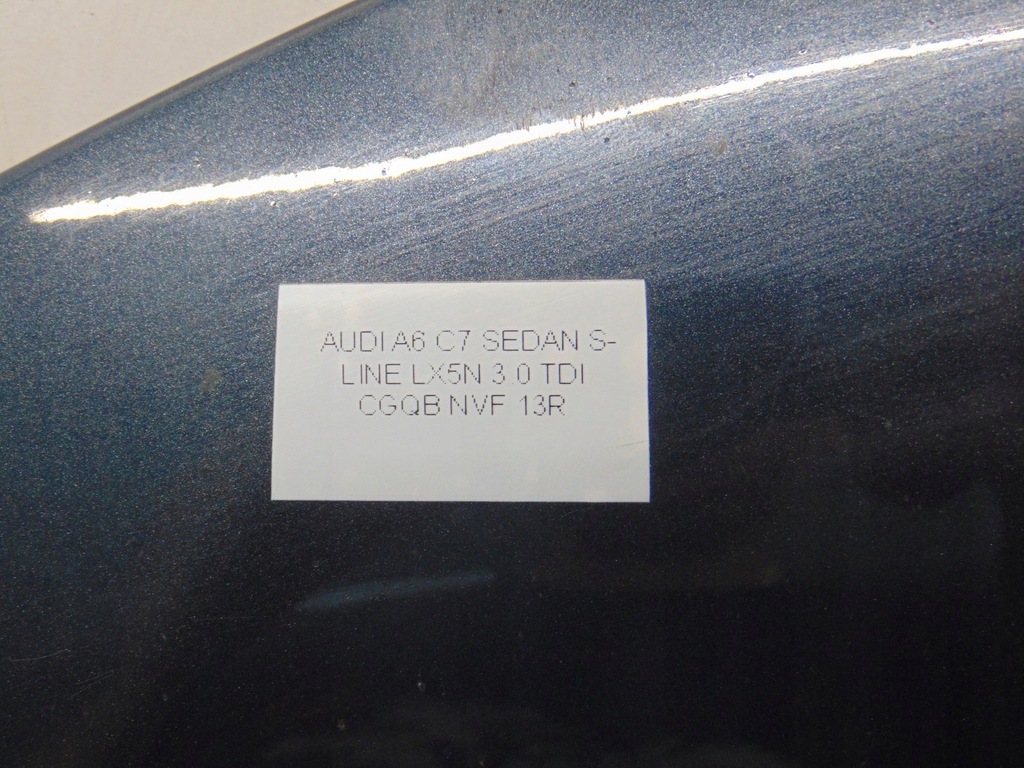 AUDI A6 C7 SEDAN S-
LINE LX5N 3.0 TDI
CGQB NVF 13R